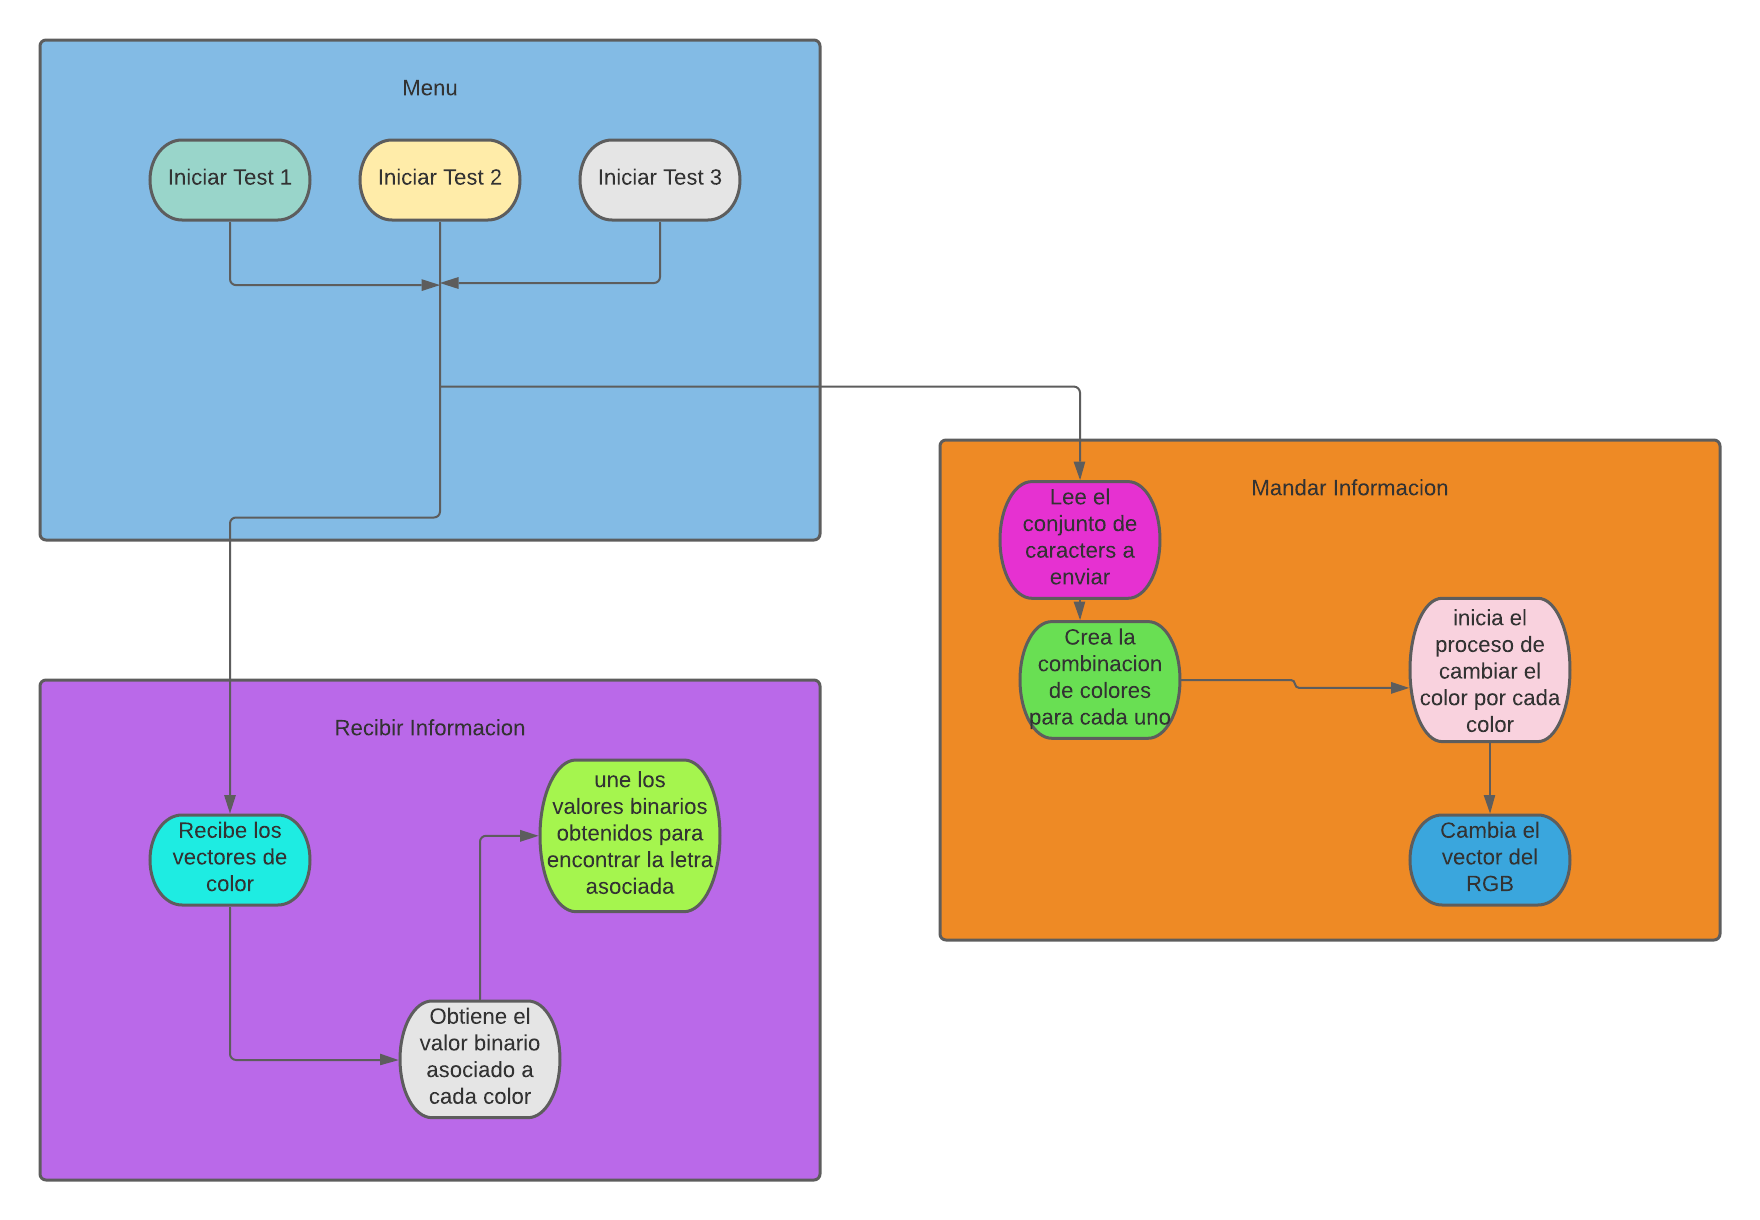 Menu
Iniciar Test 1
Iniciar Test 2
Iniciar Test 3
Mandar Informacion
Lee el
conjunto de
caracters a
enviar
Crea la
combinacion
de colores
para cada uno
inicia el
proceso de
cambiar el
color por cada
color
Cambia el
vector del
RGB
Recibir Informacion
Recibe los
vectores de
color
Obtiene el
valor binario
asociado a
cada color
une los
valores binarios
obtenidos para
encontrar la letra
asociada